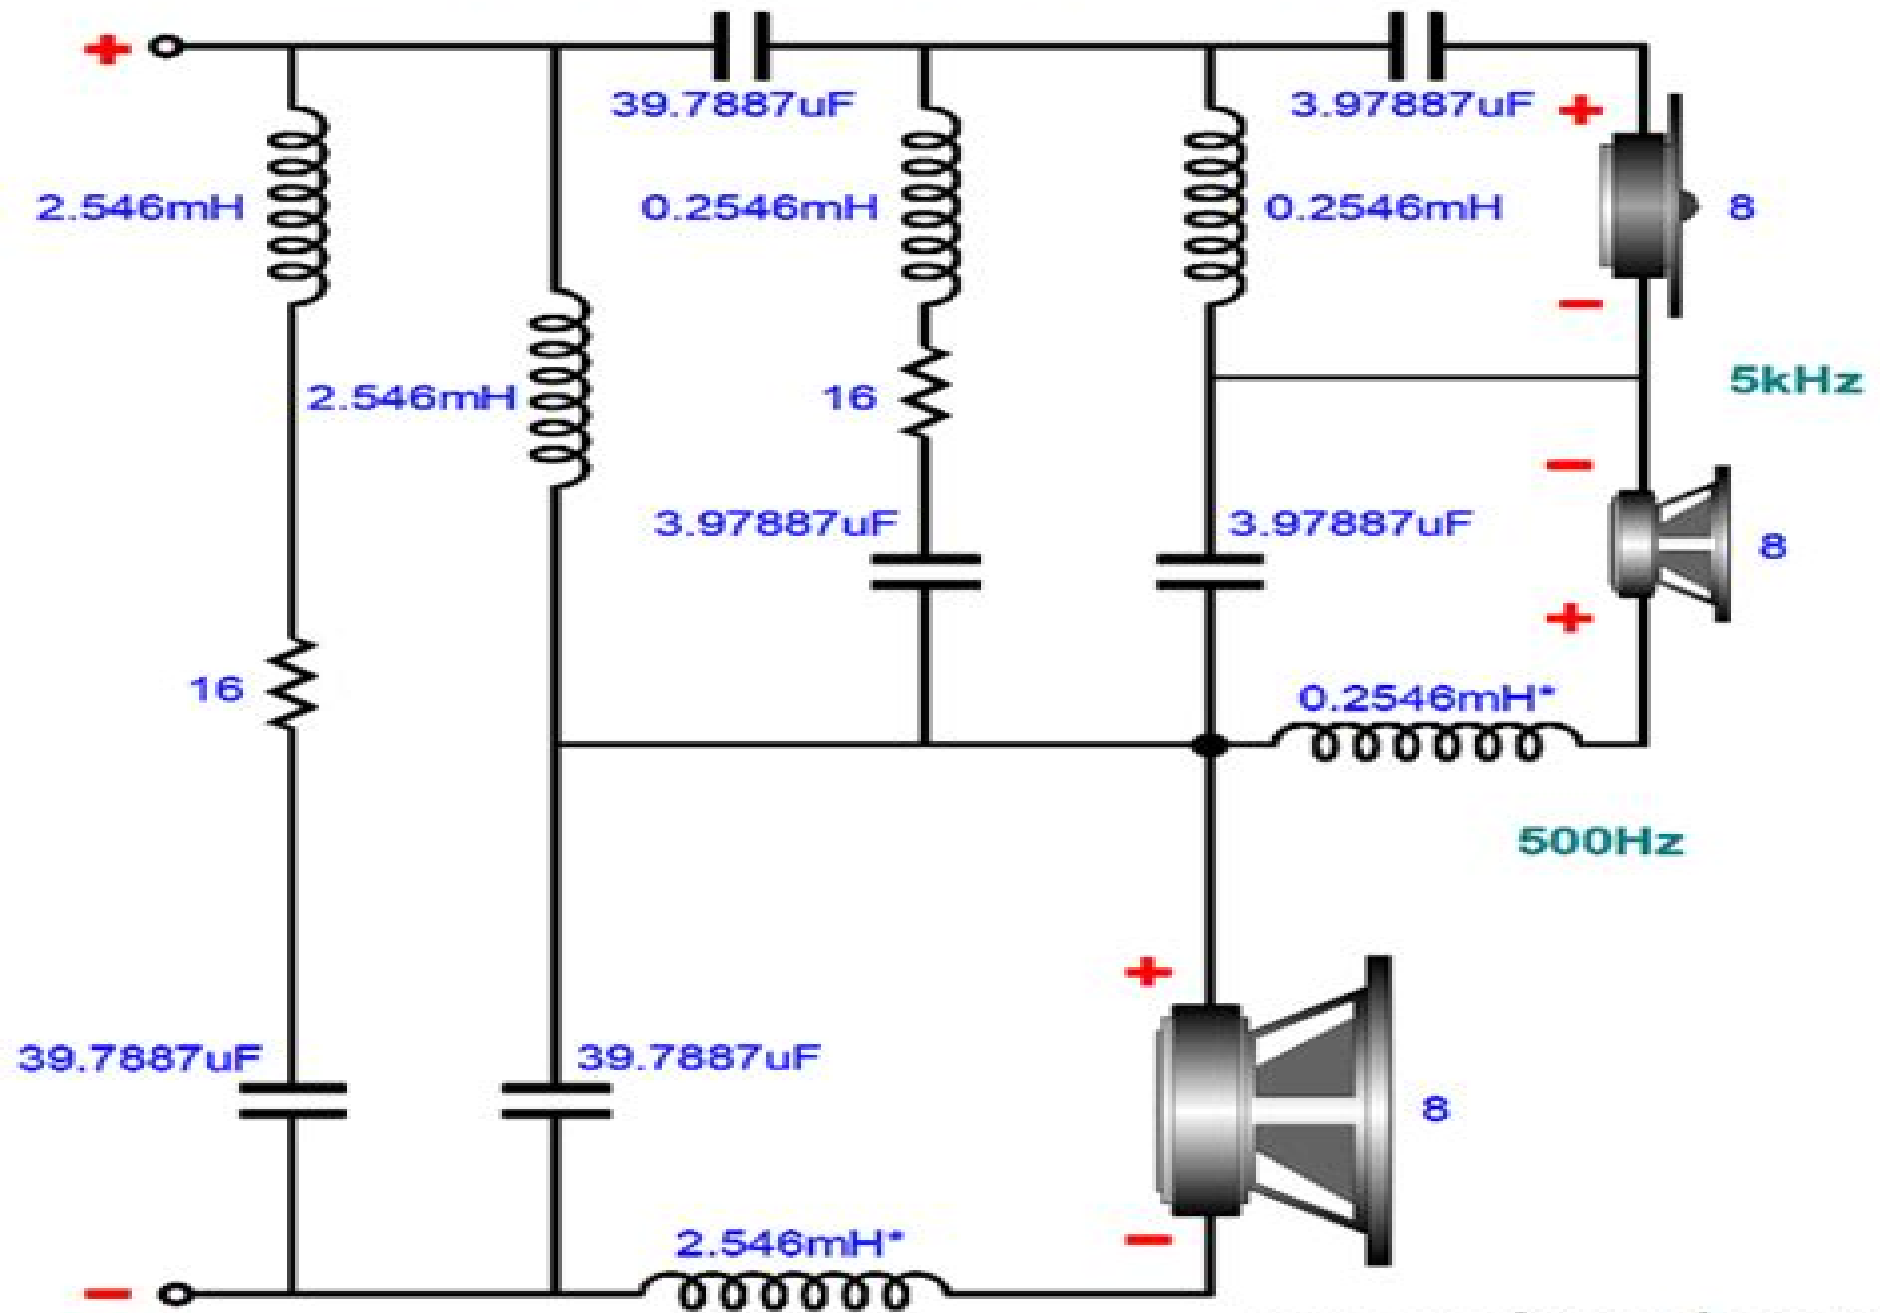 +
39.7887uF
3.97887uF
+
2.546mH
0.2546mH
0.2546mH
8
−
2.546mH
16
5kHz
−
3.97887uF
3.97887uF
8
+
16
0.2546mH*
500Hz
+
39.7887uF
39.7887uF
8
2.546mH*
−
−